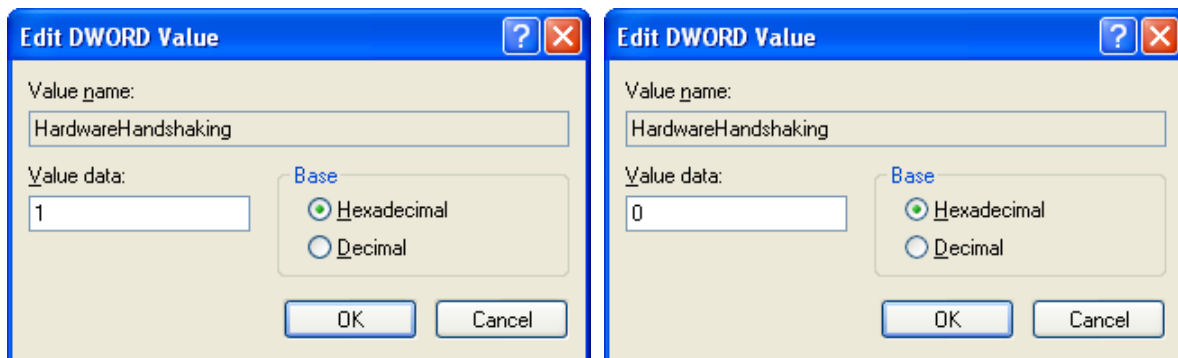 Edit DWORD Value
Value name:
HardwareHandshaking
Value data:
1
Base
Hexadecimal
Decimal
OK
Cancel
Edit DWORD Value
Value name:
HardwareHandshaking
Value data:
0
Base
Hexadecimal
Decimal
OK
Cancel